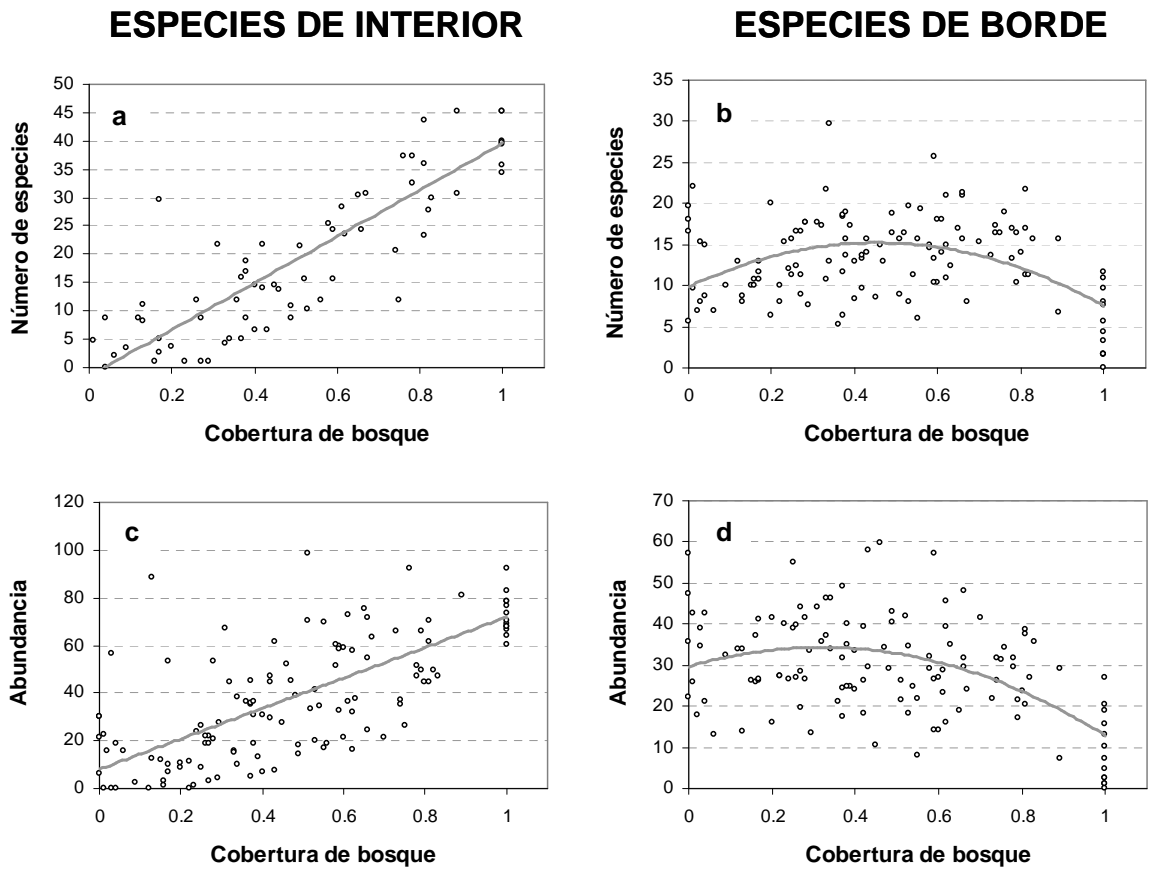 ESPECIES DE INTERIOR
ESPECIES DE BORDE
a
Número de especies
50
45
40
35
30
25
20
15
10
5
0
0 0.2 0.4 0.6 0.8 1
Cobertura de bosque
b
Número de especies
35
30
25
20
15
10
5
0
0 0.2 0.4 0.6 0.8 1
Cobertura de bosque
c
Abundancia
120
100
80
60
40
20
0
0 0.2 0.4 0.6 0.8 1
Cobertura de bosque
d
Abundancia
70
60
50
40
30
20
10
0
0 0.2 0.4 0.6 0.8 1
Cobertura de bosque